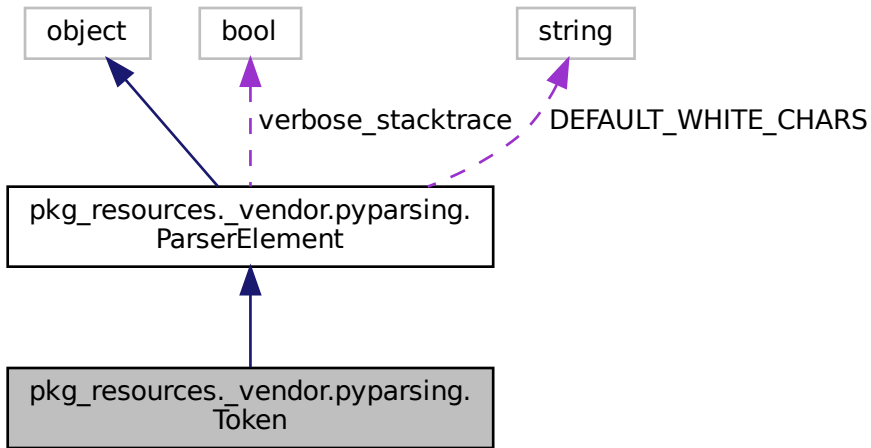 object
bool
string
verbose_stacktrace
DEFAULT_WHITE_CHARS
pkg_resources._vendor.pyparsing.
ParserElement
pkg_resources._vendor.pyparsing.
Token